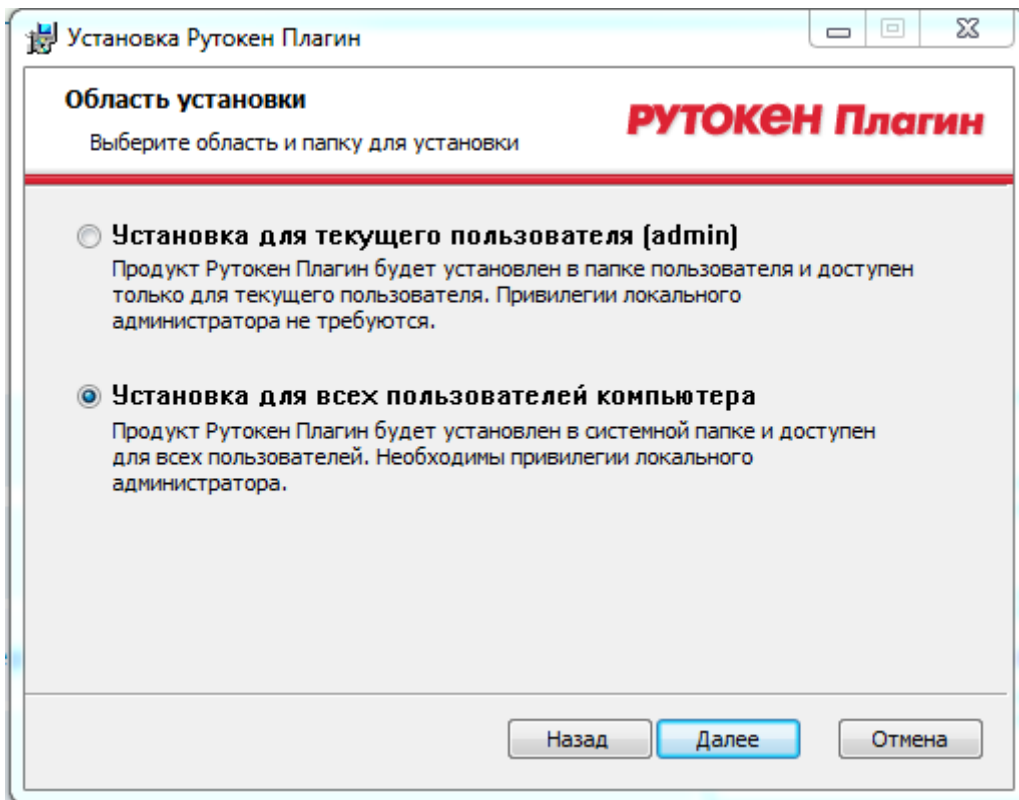 Установка Рутокен Плагин
Область установки
Выберите область и папку для установки
РУТОКЕН Плагин
Установка для текущего пользователя (admin)
Продукт Рутокен Плагин будет установлен в папке пользователя и доступен
только для текущего пользователя. Привилегии локального
администратора не требуются.
Установка для всех пользователей компьютера
Продукт Рутокен Плагин будет установлен в системной папке и доступен
для всех пользователей. Необходимы привилегии локального
администратора.
Назад
Далее
Отмена